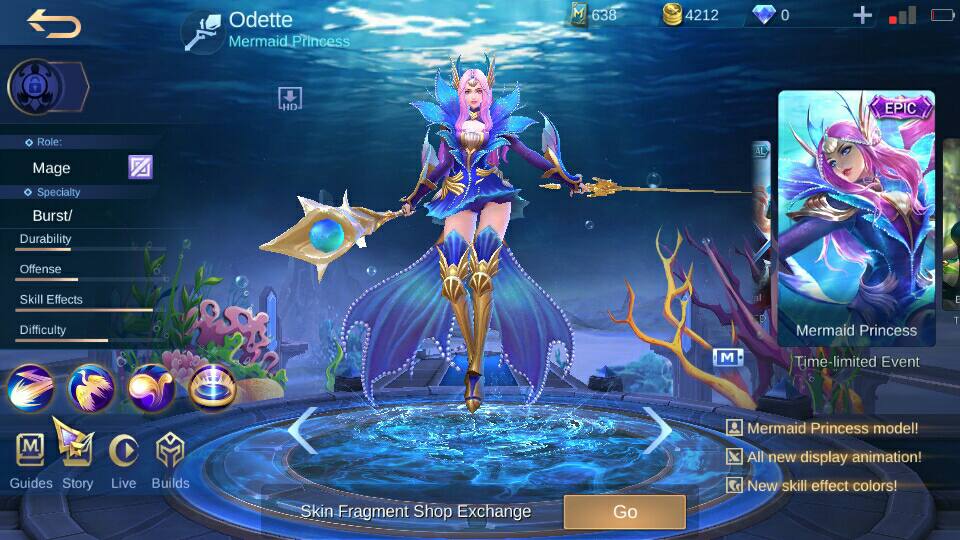 Odette
Mermaid Princess
638
4212
0
HD
Role:
Mage
Specialty
Burst/
Durability
Offense
Skill Effects
Difficulty
EPIC
Mermaid Princess
Time-limited Event
M
M
Guides
Story
Live
Builds
Mermaid Princess model!
All new display animation!
New skill effect colors!
Skin Fragment Shop Exchange
Go